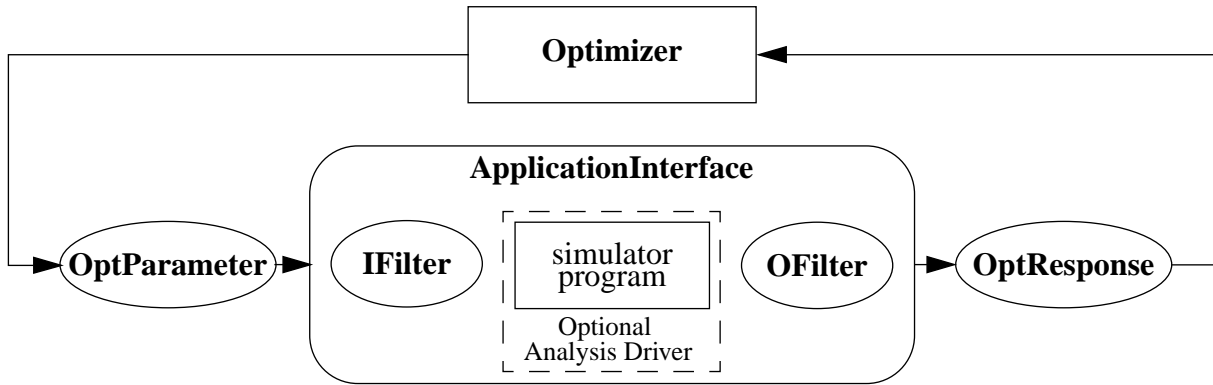 Optimizer
ApplicationInterface
OptParameter
IFilter
simulator
program
OFilter
OptResponse
Optional
Analysis Driver